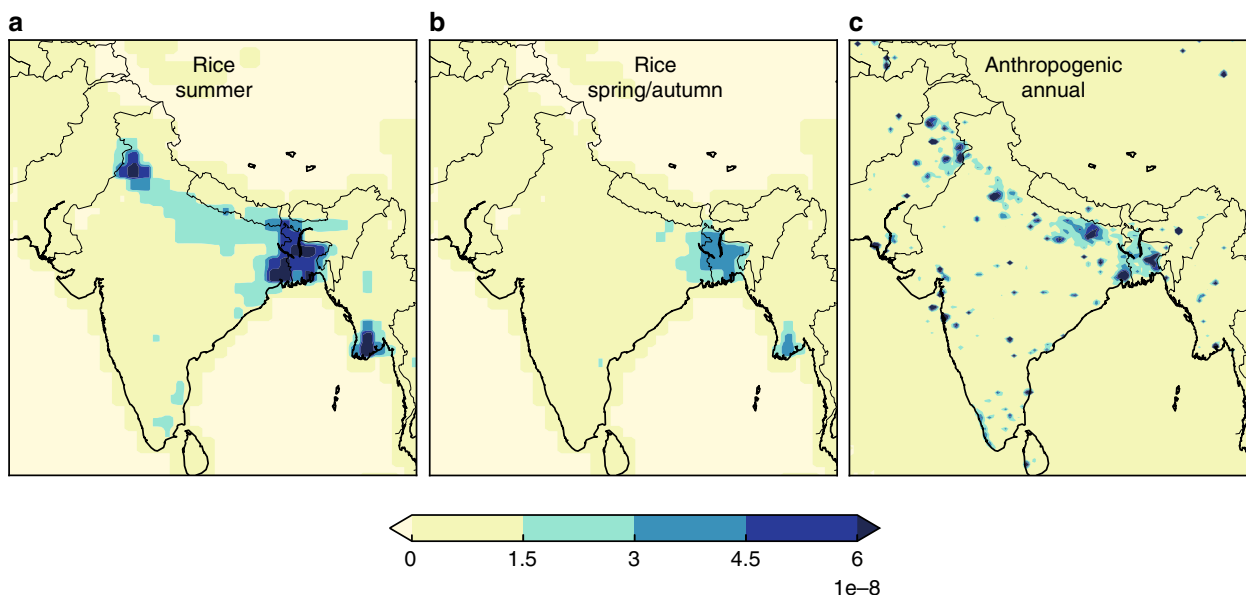 a
Rice
summer
b
Rice
spring/autumn
c
Anthropogenic
annual
0 1.5 3 4.5 6
1e–8